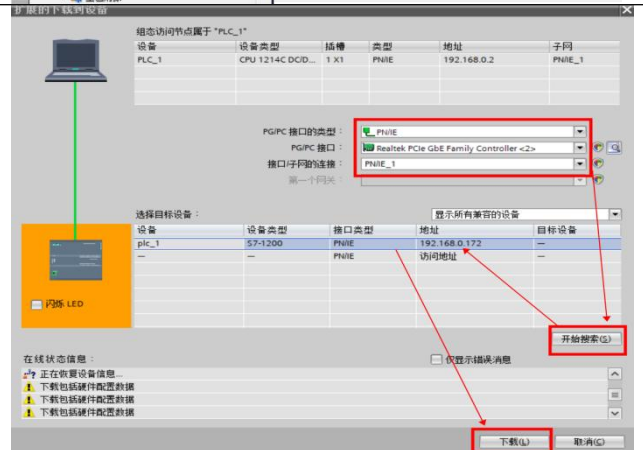 扩展的下载到设备
组态访问节点属于 "PLC_1"
设备 设备类型 插槽 类型 地址 子网
PLC_1 CPU 1214C DC/D... 1 X1 PN/IE 192.168.0.2 PN/IE_1
PG/PC 接口的类型： PN/IE
PG/PC 接口： Realtek PCIe GbE Family Controller <2>
接口/子网的连接： PN/IE_1
第一个网关：
选择目标设备： 显示所有兼容的设备
设备 设备类型 接口类型 地址 目标设备
plc_1 S7-1200 PN/IE 192.168.0.172 —
— — PN/IE 访问地址 —
闪烁 LED
开始搜索(S)
在线状态信息： 仅显示错误消息
正在恢复设备信息...
下载包括硬件配置数据
下载包括硬件配置数据
下载包括硬件配置数据
下载(L) 取消(C)